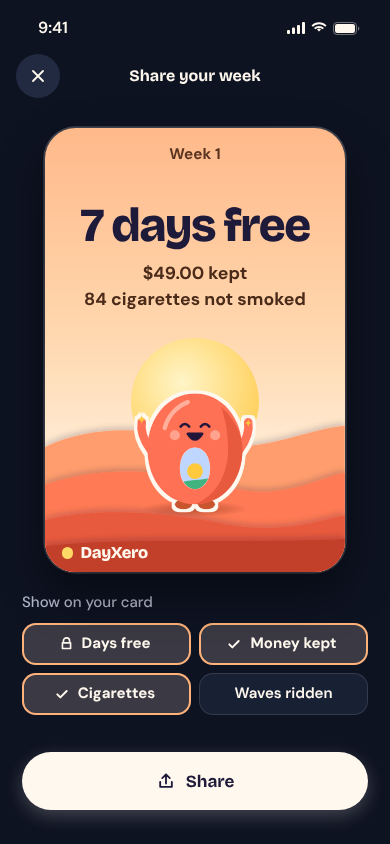 9:41
Share your week
Week 1
7 days free
$49.00 kept
84 cigarettes not smoked
DayXero
Show on your card
Days free
Money kept
Cigarettes
Waves ridden
Share